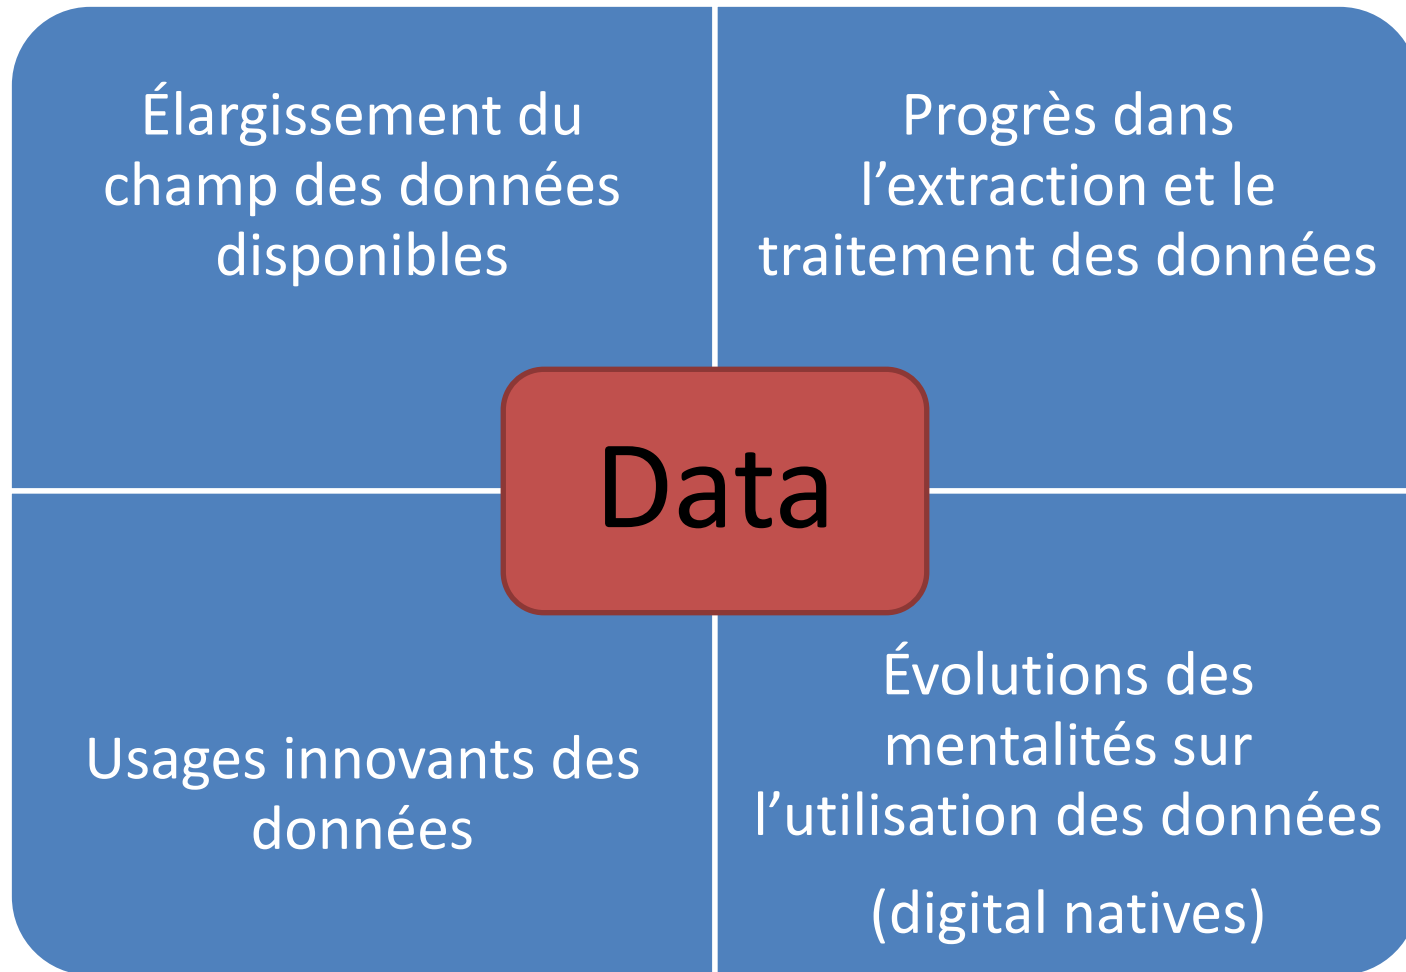 Élargissement du
champ des données
disponibles
Progrès dans
l’extraction et le
traitement des données
Data
Usages innovants des
données
Évolutions des
mentalités sur
l’utilisation des données
(digital natives)